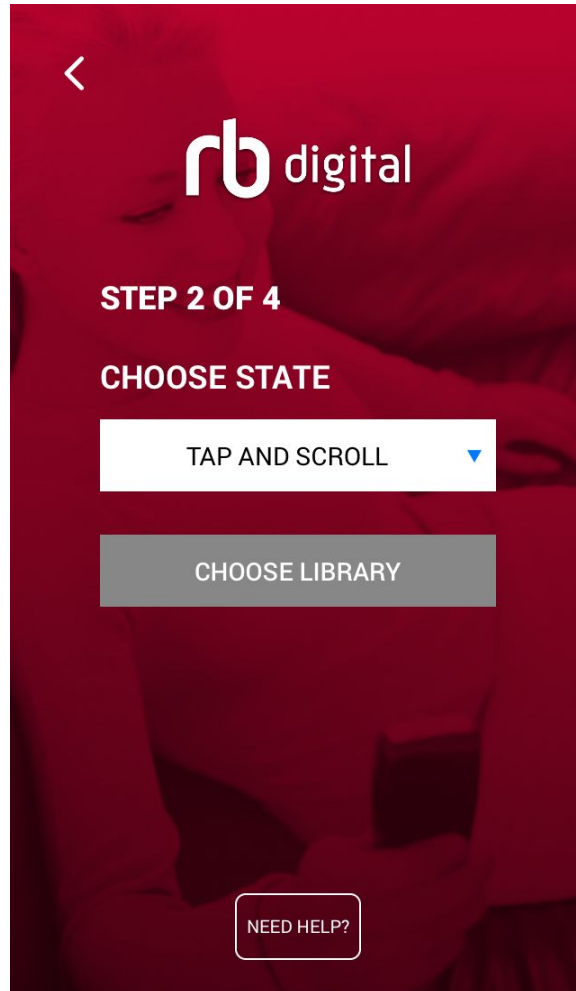 rb digital
STEP 2 OF 4
CHOOSE STATE
TAP AND SCROLL
CHOOSE LIBRARY
NEED HELP?